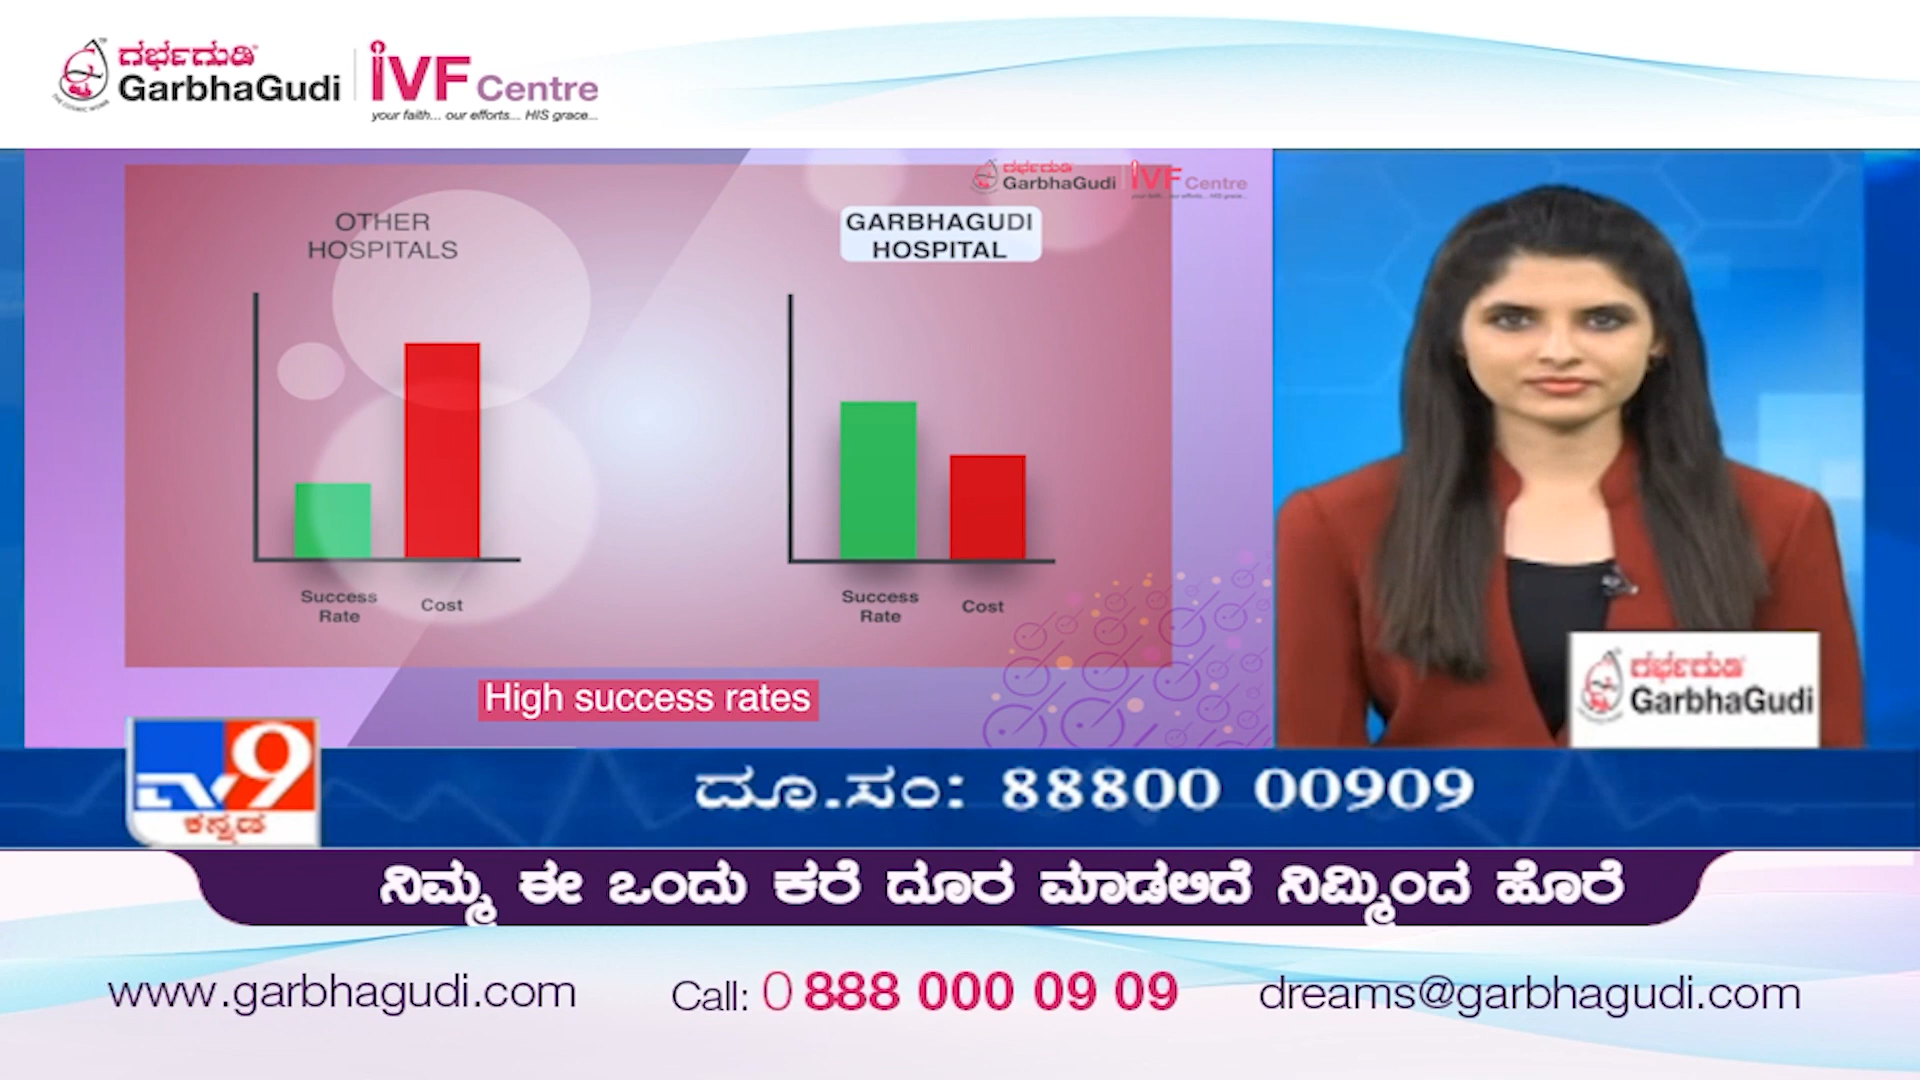 ಗರ್ಭಗುಡಿ
GarbhaGudi
iVF Centre
your faith... our efforts... HIS grace...
ಗರ್ಭಗುಡಿ
GarbhaGudi
iVF Centre
OTHER
HOSPITALS
GARBHAGUDI
HOSPITAL
Success
Rate
Cost
Success
Rate
Cost
High success rates
ಗರ್ಭಗುಡಿ
GarbhaGudi
TV9
ಕನ್ನಡ
ದೂ.ಸಂ: 88800 00909
ನಿಮ್ಮ ಈ ಒಂದು ಕರೆ ದೂರ ಮಾಡಲಿದೆ ನಿಮ್ಮಿಂದ ಹೊರೆ
www.garbhagudi.com
Call: 0 888 000 09 09
dreams@garbhagudi.com